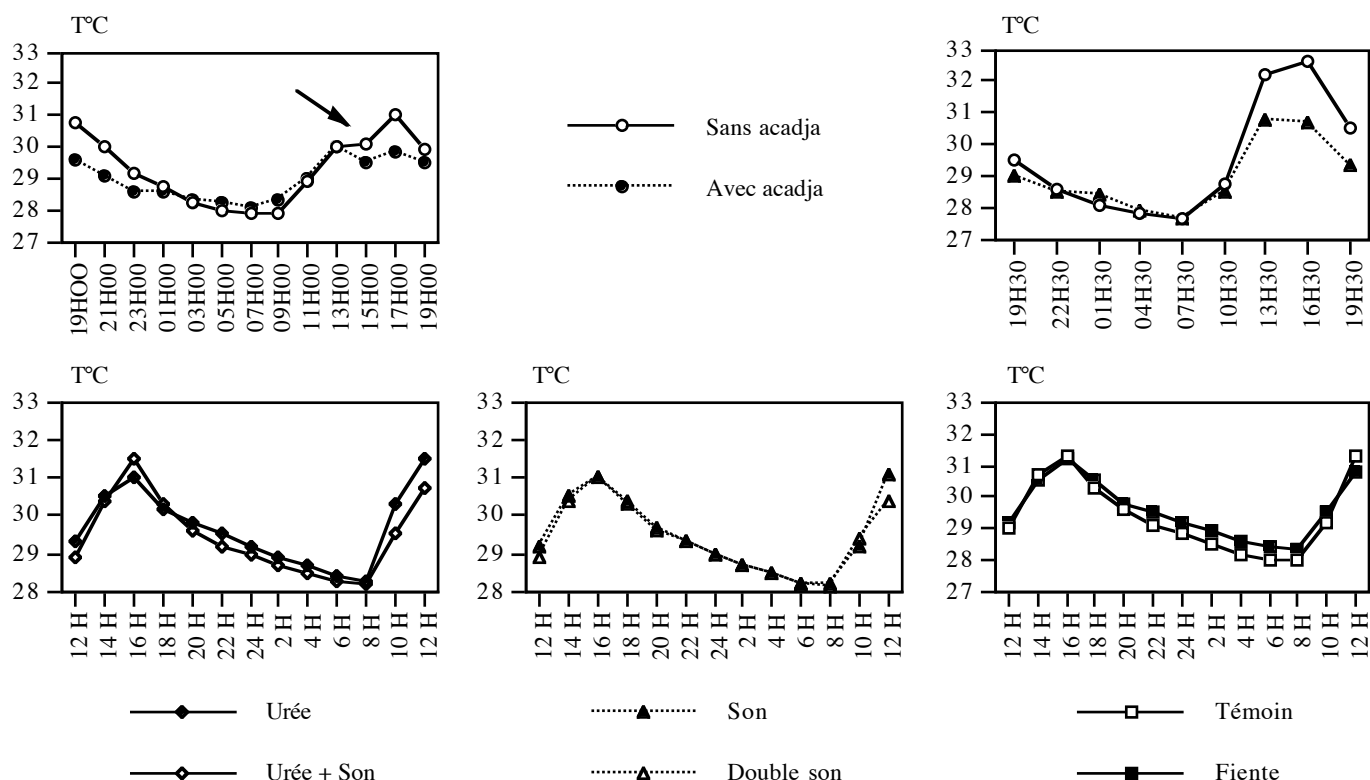 T°C
33
32
31
30
29
28
27
19HOO
21H00
23H00
01H00
03H00
05H00
07H00
09H00
11H00
13H00
15H00
17H00
19H00
Sans acadja
Avec acadja
T°C
33
32
31
30
29
28
27
19H30
22H30
01H30
04H30
07H30
10H30
13H30
16H30
19H30
T°C
33
32
31
30
29
28
12 H
14 H
16 H
18 H
20 H
22 H
24 H
2 H
4 H
6 H
8 H
10 H
12 H
T°C
33
32
31
30
29
28
12 H
14 H
16 H
18 H
20 H
22 H
24 H
2 H
4 H
6 H
8 H
10 H
12 H
T°C
33
32
31
30
29
28
27
12 H
14 H
16 H
18 H
20 H
22 H
24 H
2 H
4 H
6 H
8 H
10 H
12 H
Urée
Urée + Son
Son
Double son
Témoin
Fiente